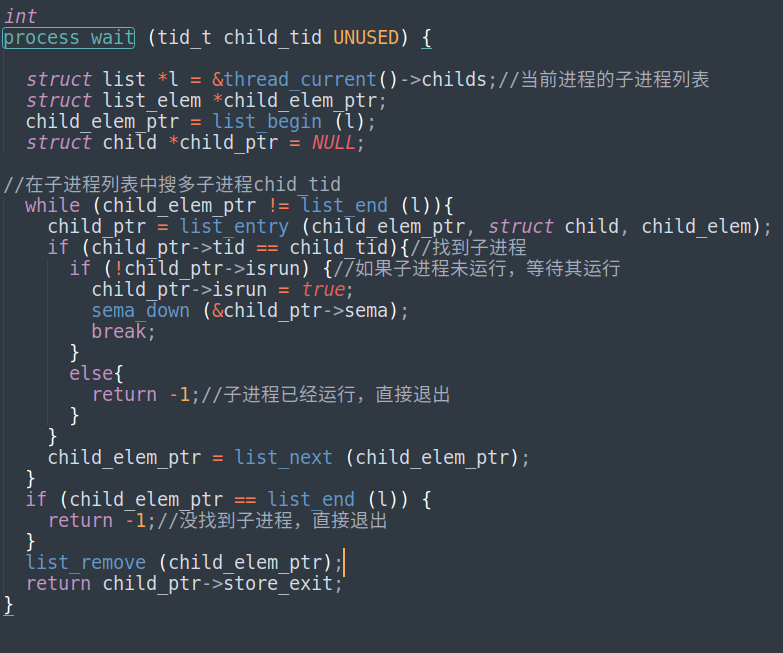 int
process_wait (tid_t child_tid UNUSED) {
struct list *l = &thread_current()->childs;//当前进程的子进程列表
struct list_elem *child_elem_ptr;
child_elem_ptr = list_begin (l);
struct child *child_ptr = NULL;
//在子进程列表中搜多子进程chid_tid
while (child_elem_ptr != list_end (l)){
child_ptr = list_entry (child_elem_ptr, struct child, child_elem);
if (child_ptr->tid == child_tid){//找到子进程
if (!child_ptr->isrun) {//如果子进程未运行，等待其运行
child_ptr->isrun = true;
sema_down (&child_ptr->sema);
break;
}
else{
return -1;//子进程已经运行，直接退出
}
}
child_elem_ptr = list_next (child_elem_ptr);
}
if (child_elem_ptr == list_end (l)) {
return -1;//没找到子进程，直接退出
}
list_remove (child_elem_ptr);
return child_ptr->store_exit;
}